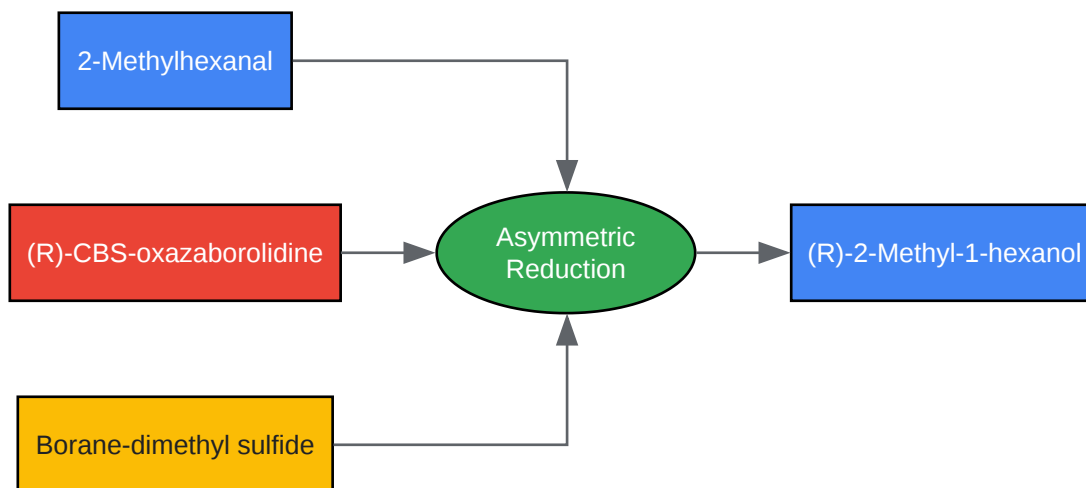 2-Methylhexanal
(R)-CBS-oxazaborolidine
Asymmetric
Reduction
(R)-2-Methyl-1-hexanol
Borane-dimethyl sulfide